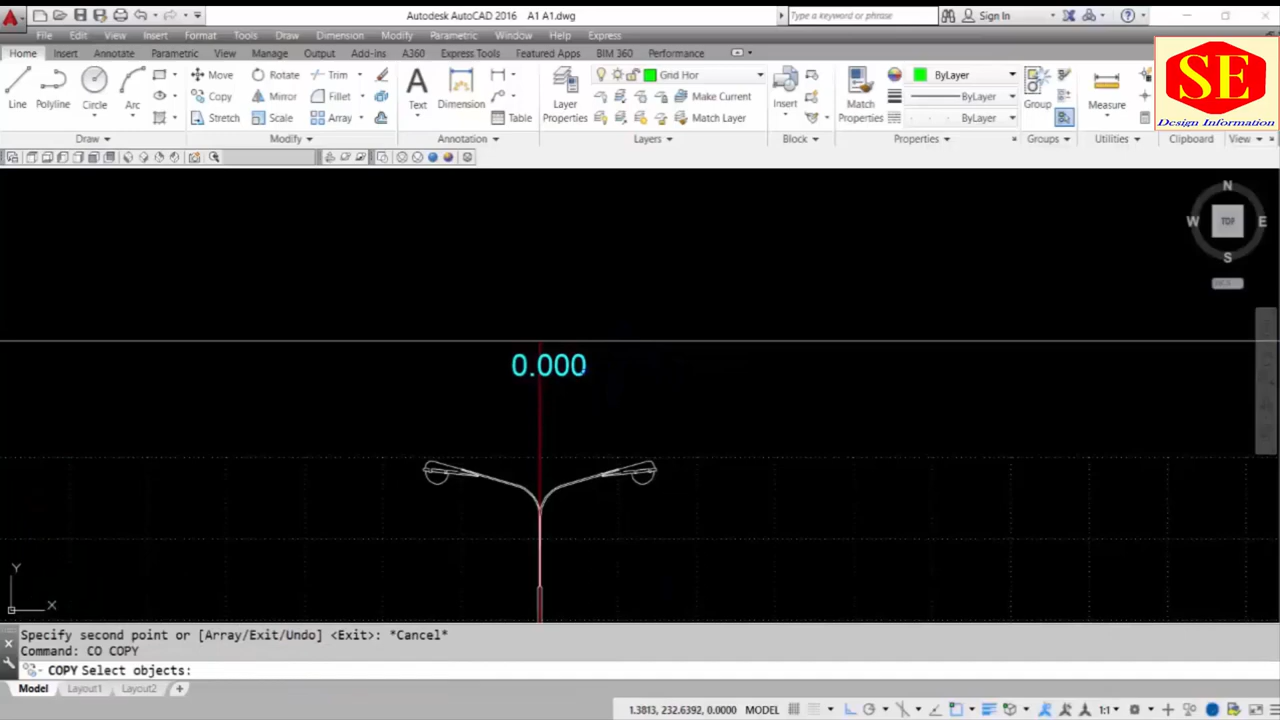 Autodesk AutoCAD 2016 A1 A1.dwg
Type a keyword or phrase
Sign In
File Edit View Insert Format Tools Draw Dimension Modify Parametric Window Help Express
Home Insert Annotate Parametric View Manage Output Add-ins A360 Express Tools Featured Apps BIM 360 Performance
Line Polyline Circle Arc
Move Rotate Trim
Copy Mirror Fillet
Stretch Scale Array
Text Dimension
Table
Layer Properties
Grid Hor
Make Current
Match Layer
Insert
Match Properties
ByLayer
ByLayer
ByLayer
Group
Measure
Draw Modify Annotation Layers Block Properties Groups Utilities Clipboard View
SE
Design Information
N
W TOP E
S
0.000
Y
X
Specify second point or [Array/Exit/Undo] <Exit>: *Cancel*
Command: CO COPY
COPY Select objects:
Model Layout1 Layout2 +
1.3813, 232.6392, 0.0000 MODEL
1:1